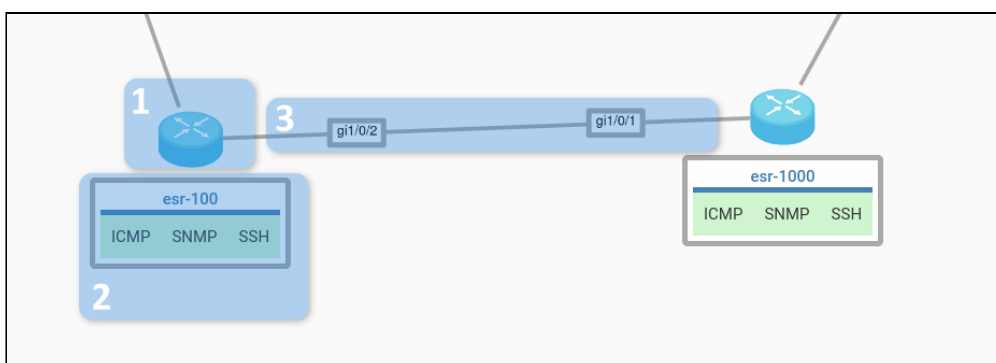 1
3
gi1/0/2
gi1/0/1
esr-100
ICMP SNMP SSH
2
esr-1000
ICMP SNMP SSH